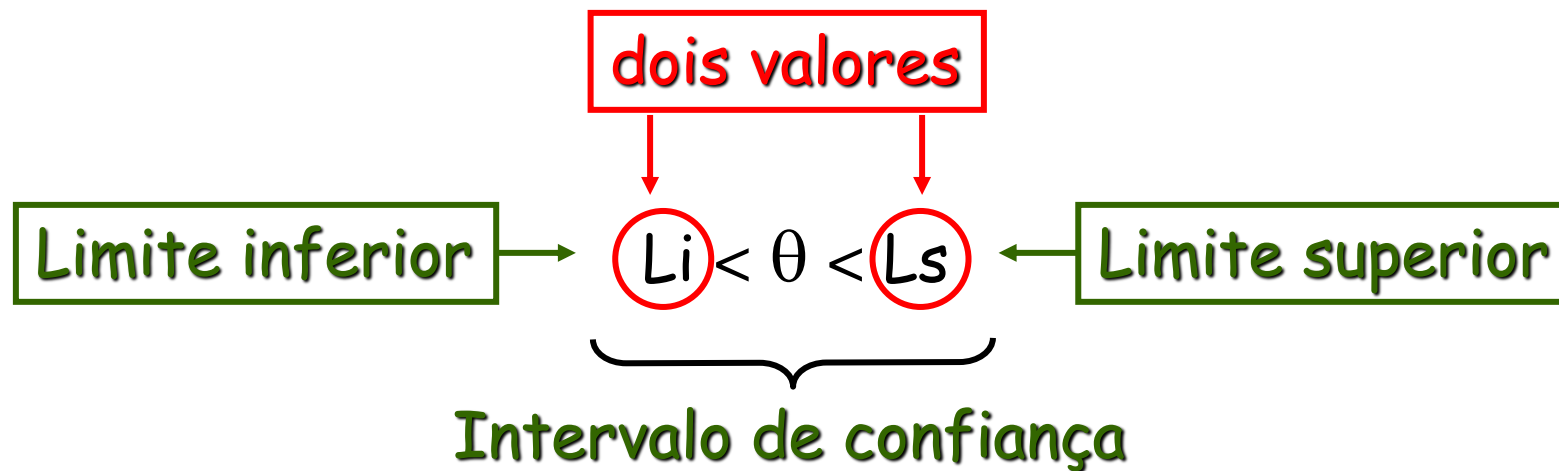 dois valores
Limite inferior
Li < θ < Ls
Limite superior
Intervalo de confiança